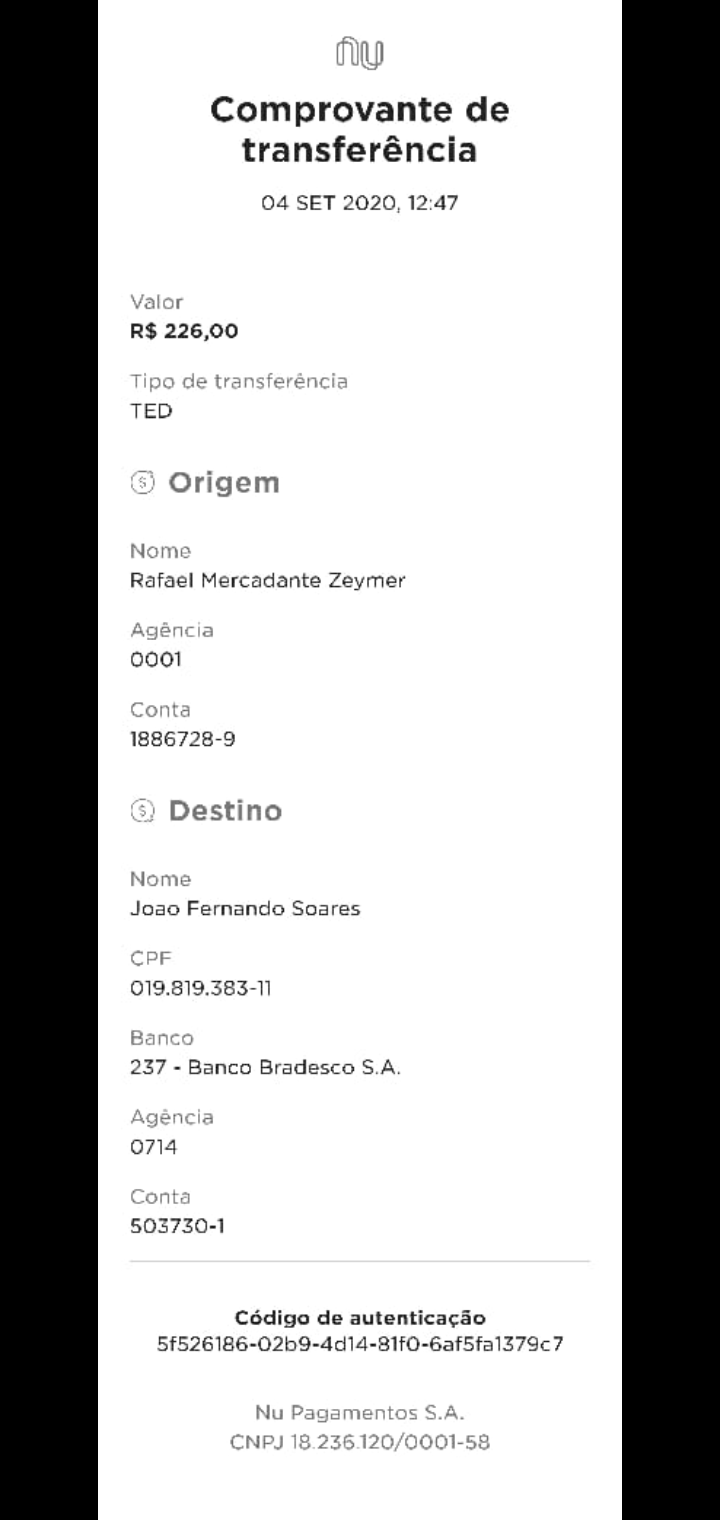 nu
Comprovante de
transferência
04 SET 2020, 12:47
Valor
R$ 226,00
Tipo de transferência
TED
Origem
Nome
Rafael Mercadante Zeymer
Agência
0001
Conta
1886728-9
Destino
Nome
Joao Fernando Soares
CPF
019.819.383-11
Banco
237 - Banco Bradesco S.A.
Agência
0714
Conta
503730-1
Código de autenticação
5f526186-02b9-4d14-81f0-6af5fa1379c7
Nu Pagamentos S.A.
CNPJ 18.236.120/0001-58